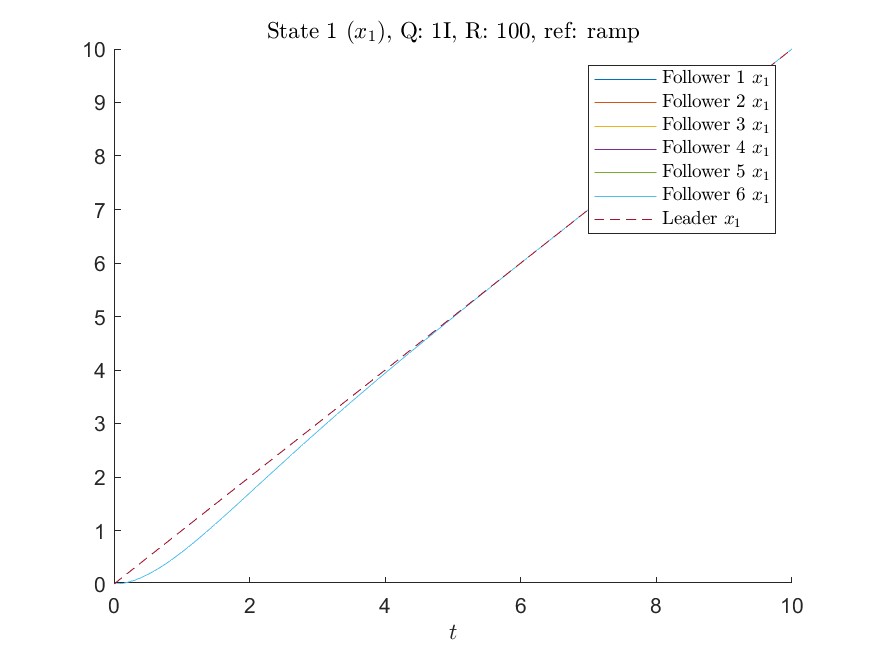 State 1 (x₁), Q: 1I, R: 100, ref: ramp
10
9
8
7
6
5
4
3
2
1
0
Follower 1 x₁
Follower 2 x₁
Follower 3 x₁
Follower 4 x₁
Follower 5 x₁
Follower 6 x₁
Leader x₁
0 2 4 6 8 10
t